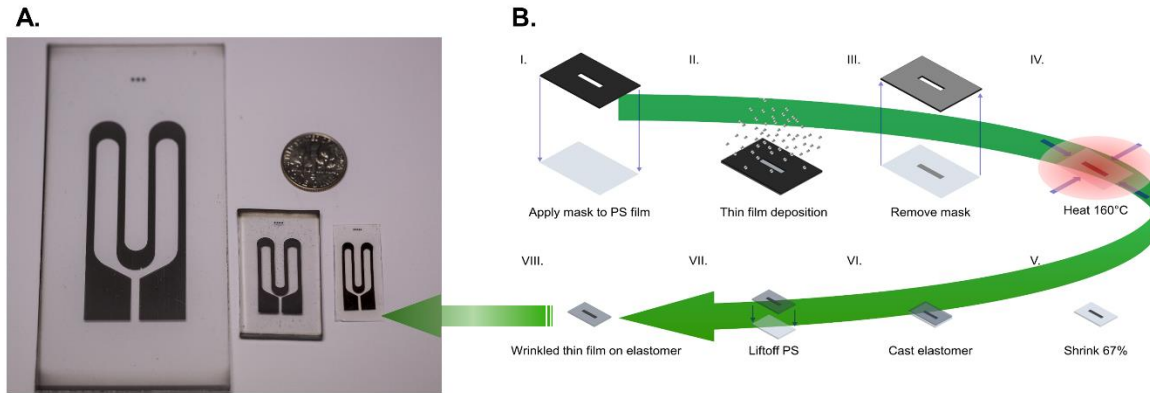 A.
B.
I.
II.
III.
IV.
Apply mask to PS film
Thin film deposition
Remove mask
Heat 160°C
VIII.
VII.
VI.
V.
Wrinkled thin film on elastomer
Liftoff PS
Cast elastomer
Shrink 67%